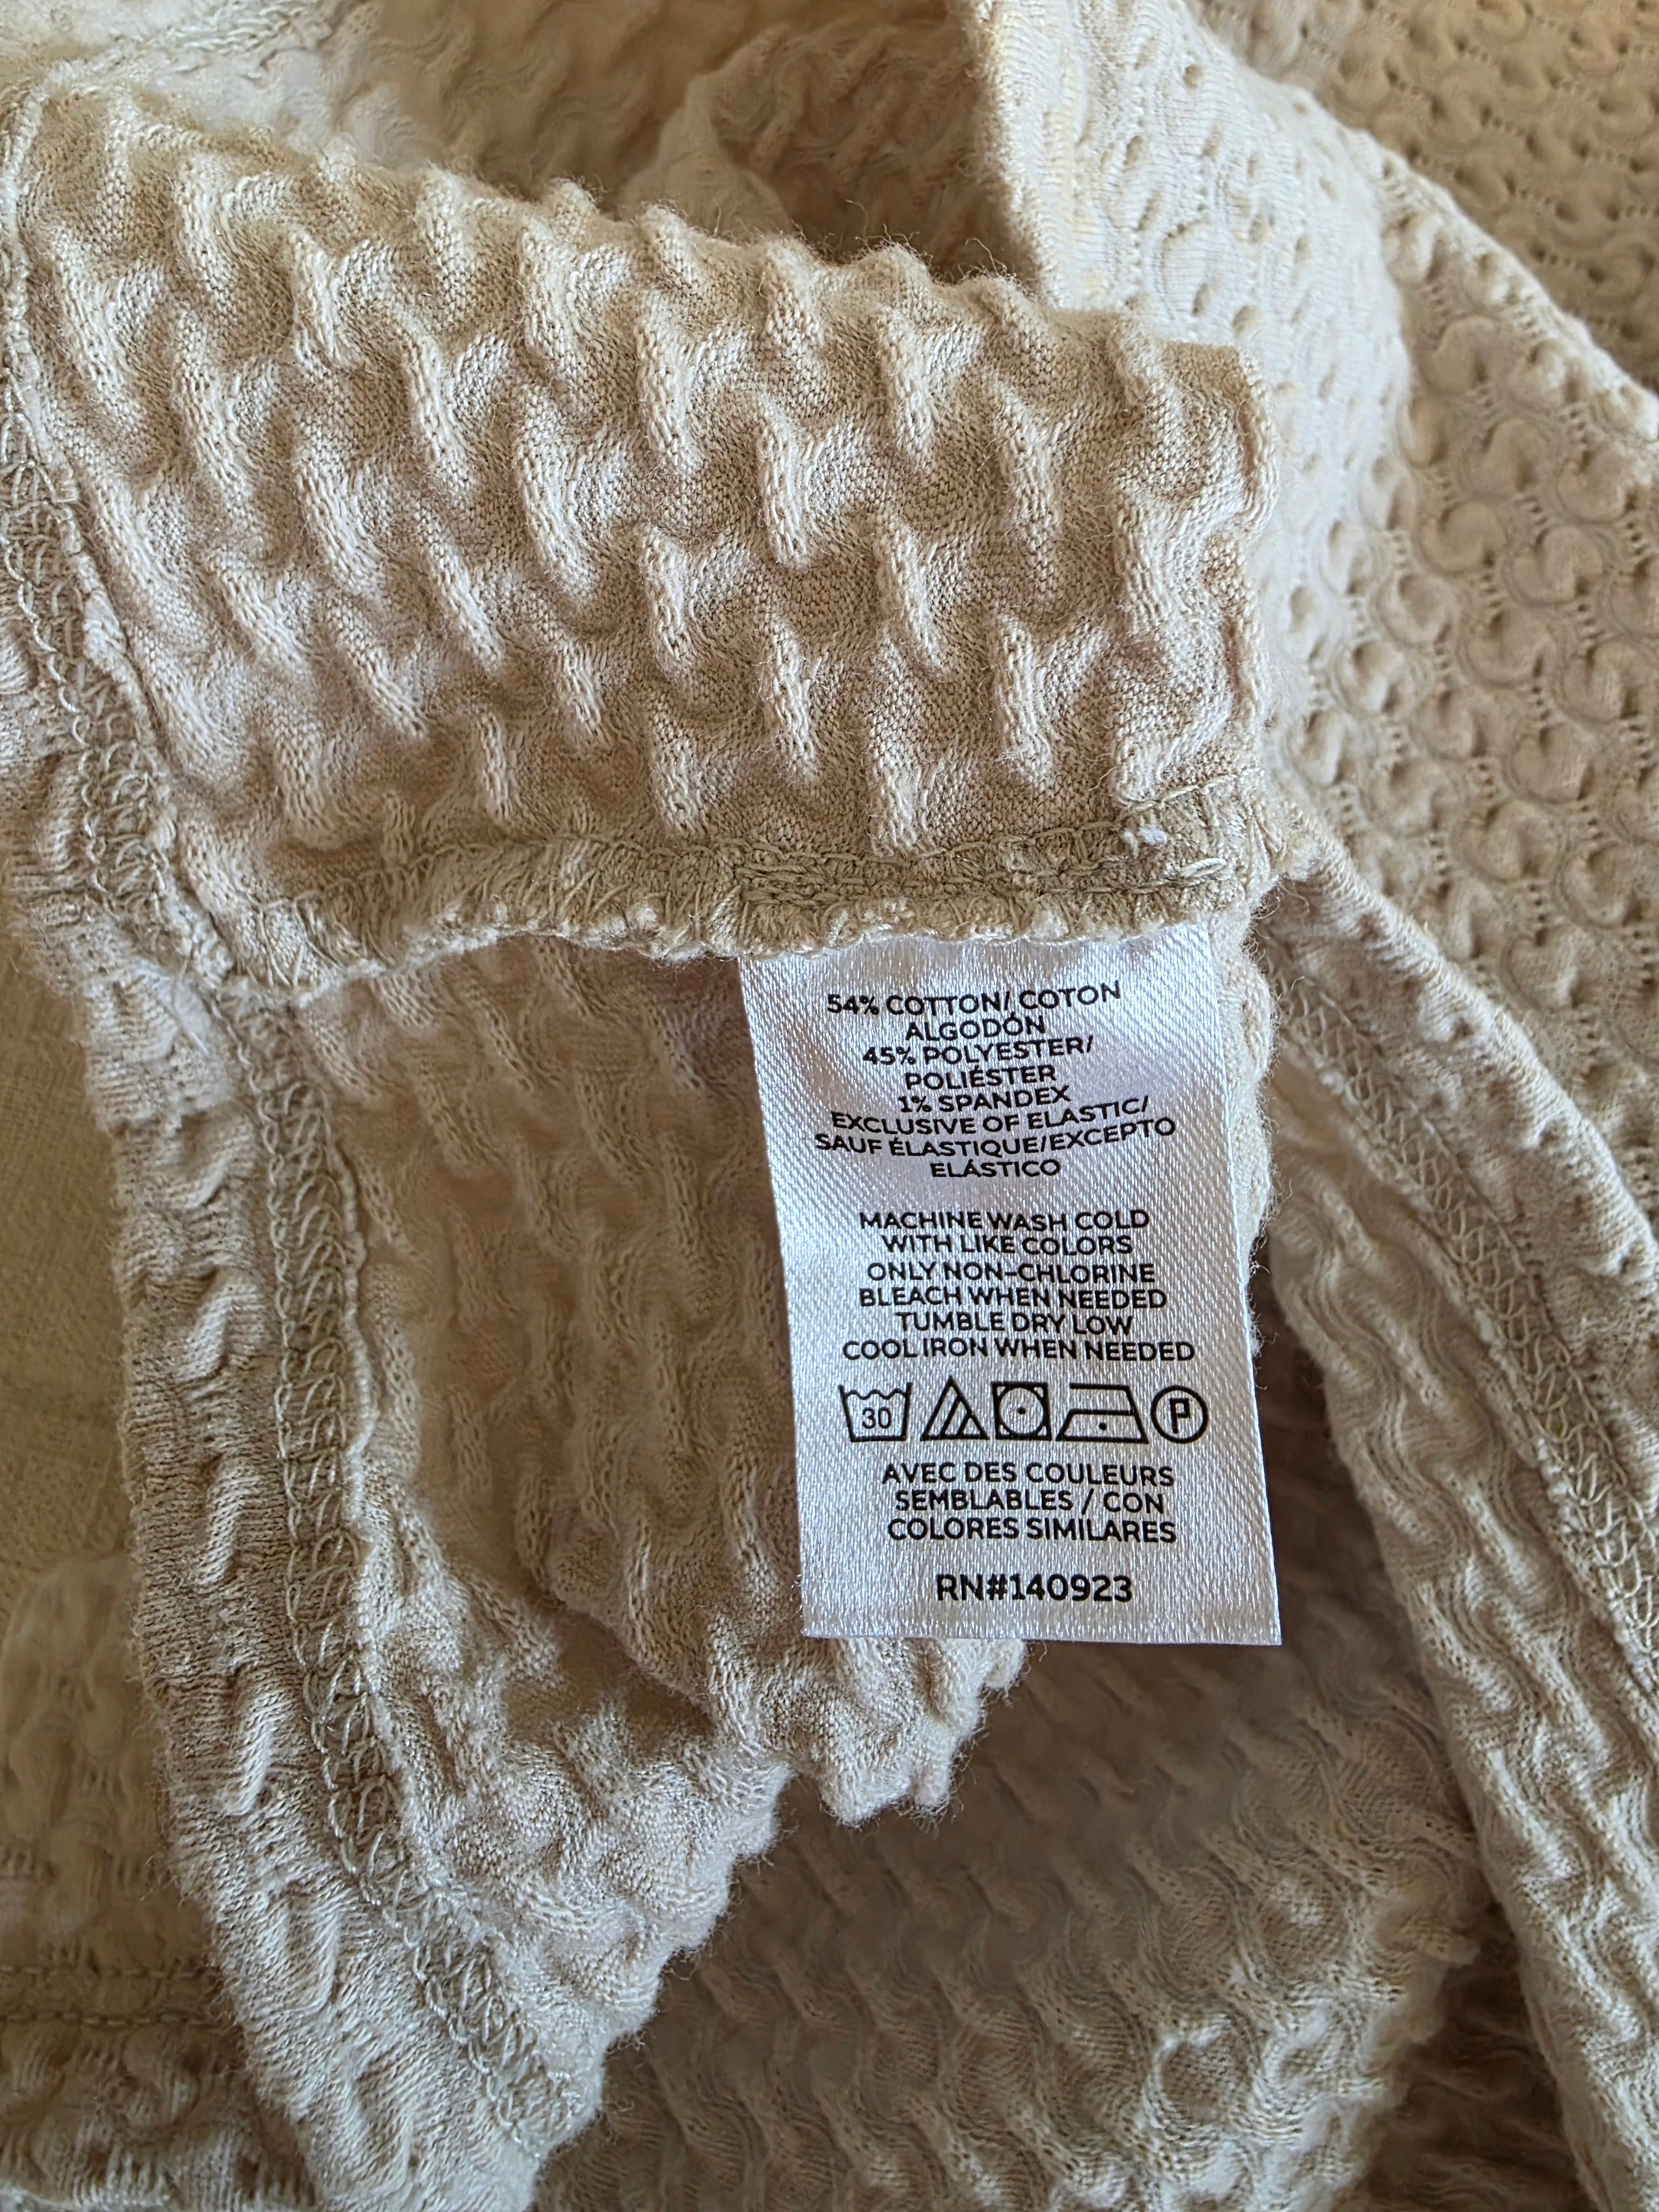 54% COTTON/ COTON
ALGODÓN
45% POLYESTER/
POLIÉSTER
1% SPANDEX
EXCLUSIVE OF ELASTIC/
SAUF ÉLASTIQUE/EXCEPTO
ELÁSTICO
MACHINE WASH COLD
WITH LIKE COLORS
ONLY NON-CHLORINE
BLEACH WHEN NEEDED
TUMBLE DRY LOW
COOL IRON WHEN NEEDED
30 P
AVEC DES COULEURS
SEMBLABLES / CON
COLORES SIMILARES
RN#140923